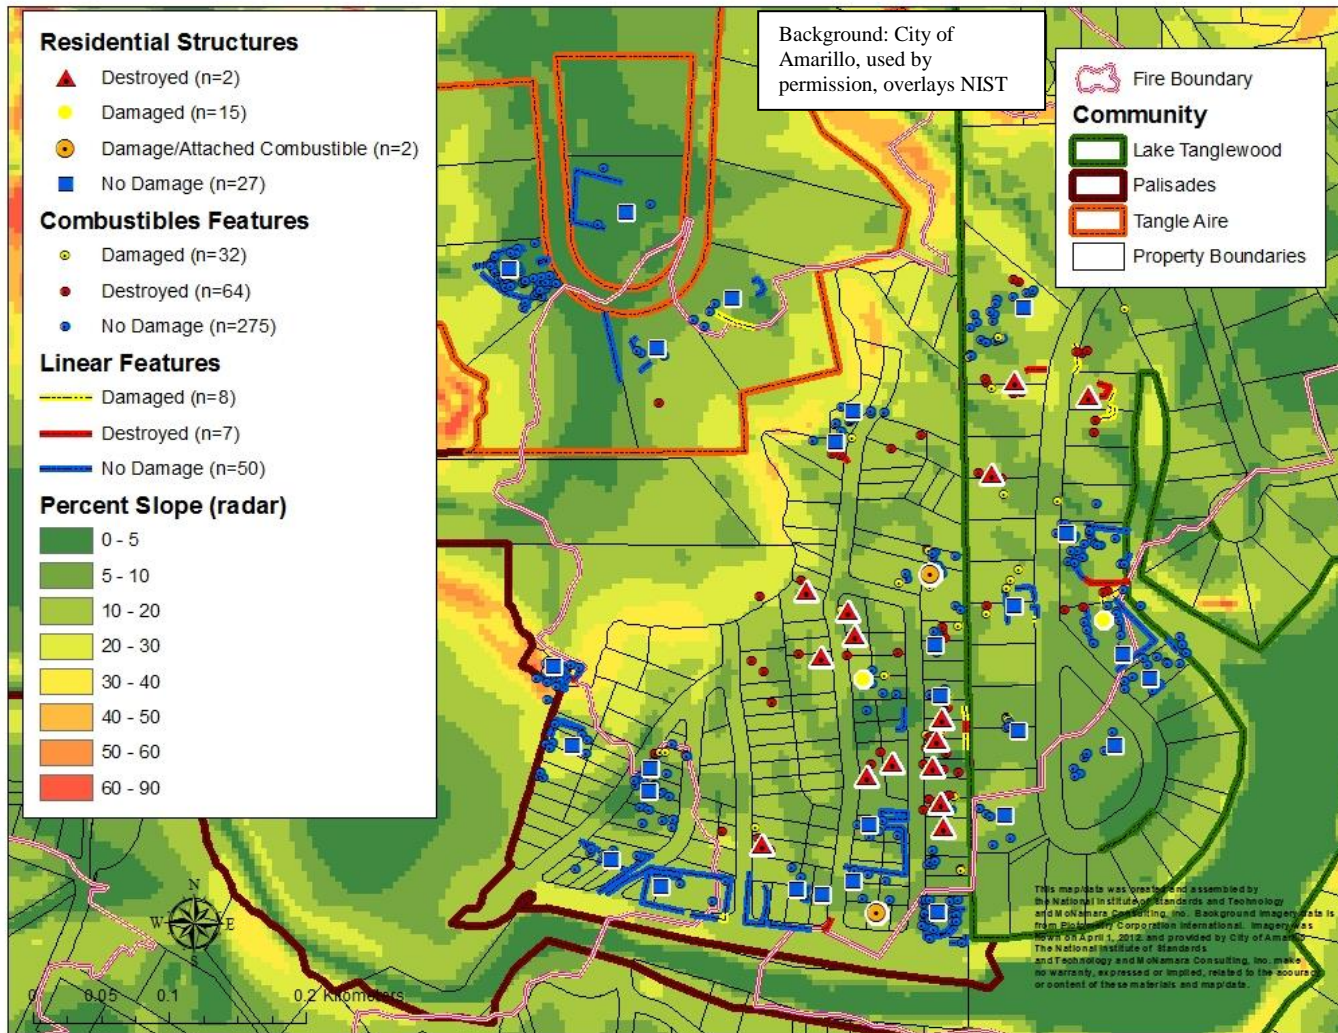 Residential Structures
Destroyed (n=2)
Damaged (n=15)
Damage/Attached Combustible (n=2)
No Damage (n=27)
Combustibles Features
Damaged (n=32)
Destroyed (n=64)
No Damage (n=275)
Linear Features
Damaged (n=8)
Destroyed (n=7)
No Damage (n=50)
Percent Slope (radar)
0 - 5
5 - 10
10 - 20
20 - 30
30 - 40
40 - 50
50 - 60
60 - 90
Background: City of
Amarillo, used by
permission, overlays NIST
Fire Boundary
Community
Lake Tanglewood
Palisades
Tangle Aire
Property Boundaries
N
W E
S
0 0.05 0.1 0.2 Kilometers
This map/data was created and assembled by
the National Institute of Standards and Technology
and McNamara Consulting, Inc. Background imagery data is
from Pictometry Corporation International. Imagery was
flown on April 1, 2012 and provided by City of
The National Institute of Standards
and Technology and McNamara Consulting, Inc. make
no warranty, expressed or implied, related to the accuracy
or content of these materials and map/data.